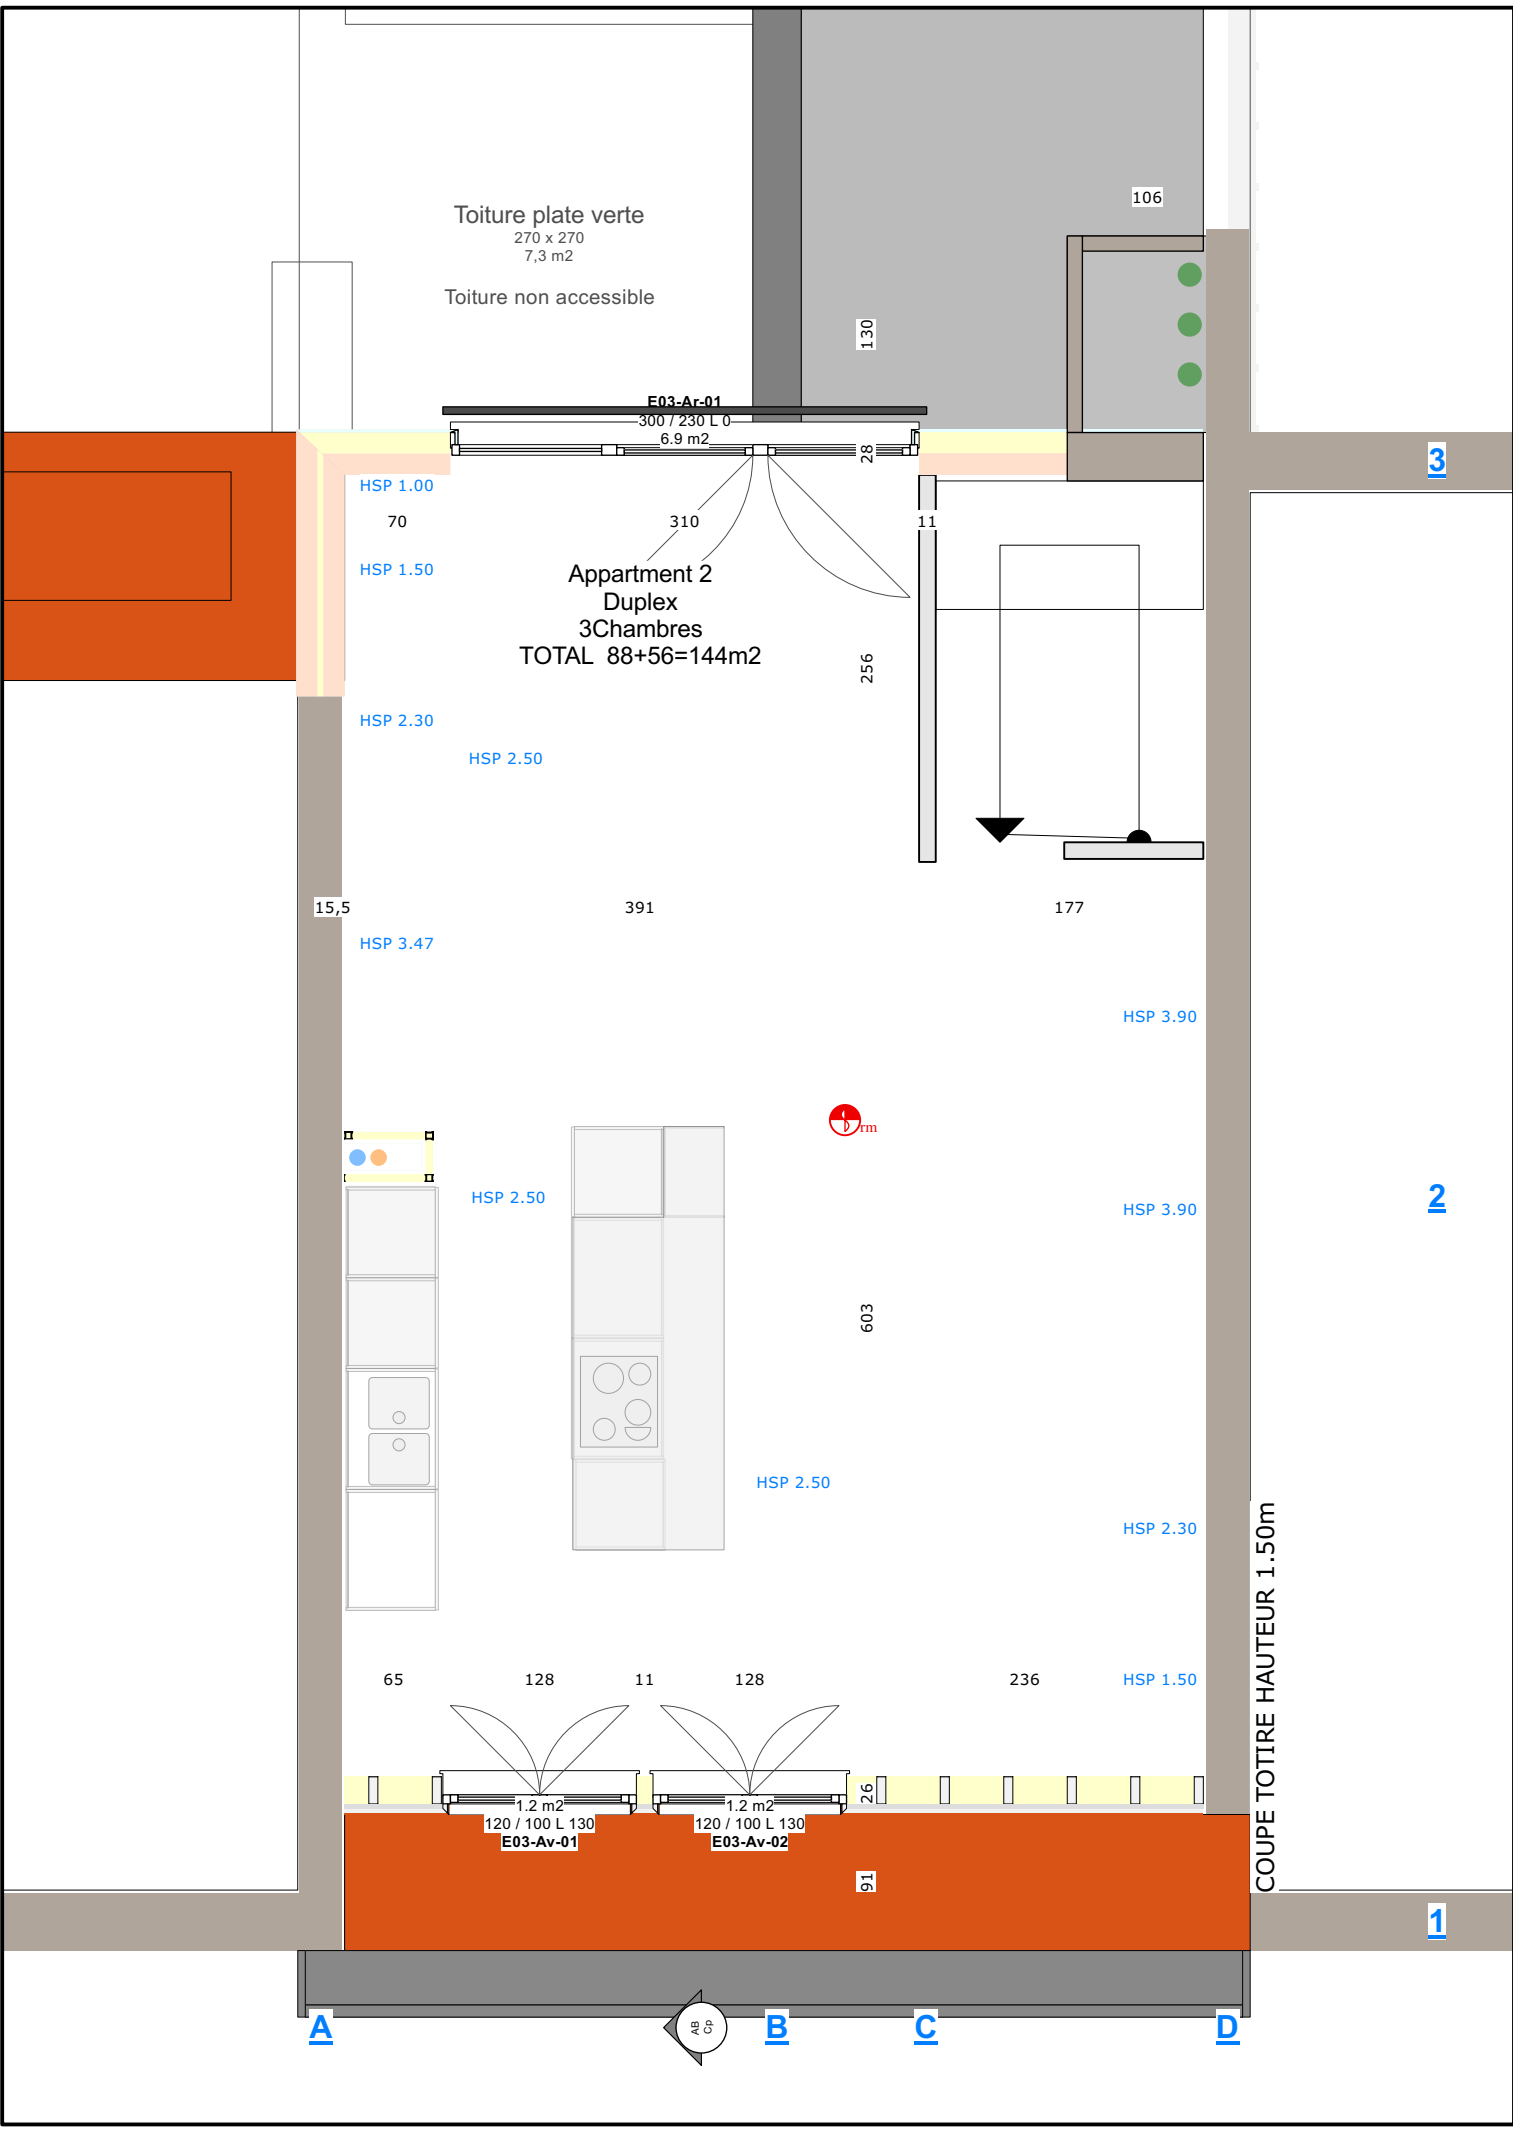 Toiture plate verte
270 x 270
7,3 m2
Toiture non accessible
106
130
E03-Ar-01
300 / 230 L 0
6.9 m2
28
3
HSP 1.00
70
310
11
HSP 1.50
Appartment 2
Duplex
3Chambres
TOTAL 88+56=144m2
256
HSP 2.30
HSP 2.50
15,5
391
177
HSP 3.47
HSP 3.90
rm
HSP 2.50
HSP 3.90
2
603
HSP 2.50
HSP 2.30
COUPE TOTIRE HAUTEUR 1.50m
65
128
11
128
236
HSP 1.50
26
1.2 m2
120 / 100 L 130
E03-Av-01
1.2 m2
120 / 100 L 130
E03-Av-02
91
1
A
AB
Cp
B
C
D